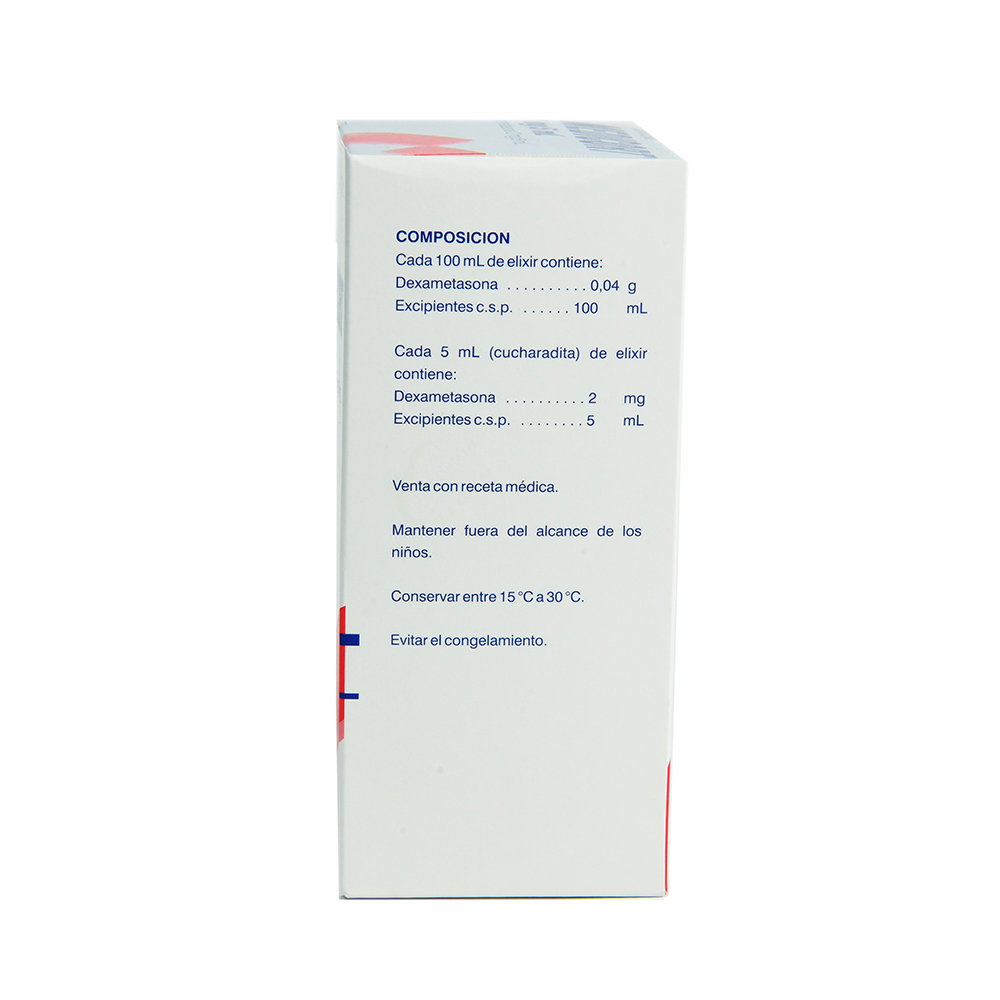 COMPOSICION
Cada 100 mL de elixir contiene:
Dexametasona . . . . . . . . . . 0,04 g
Excipientes c.s.p. . . . . . . 100 mL
Cada 5 mL (cucharadita) de elixir
contiene:
Dexametasona . . . . . . . . . . 2 mg
Excipientes c.s.p. . . . . . . . . 5 mL
Venta con receta médica.
Mantener fuera del alcance de los
niños.
Conservar entre 15 °C a 30 °C.
Evitar el congelamiento.